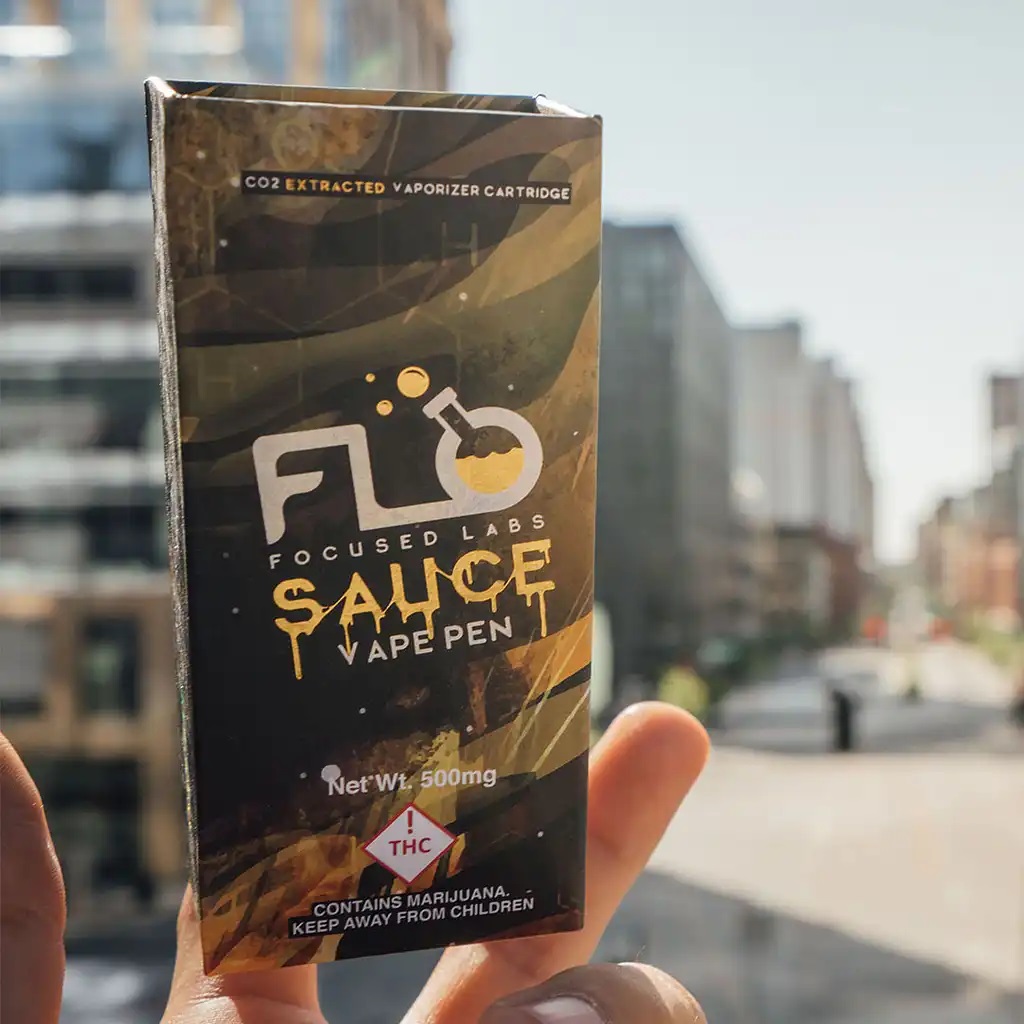 CO2 EXTRACTED VAPORIZER CARTRIDGE
FLO
FOCUSED LABS
SAUCE
VAPE PEN
Net Wt. 500mg
!
THC
CONTAINS MARIJUANA.
KEEP AWAY FROM CHILDREN